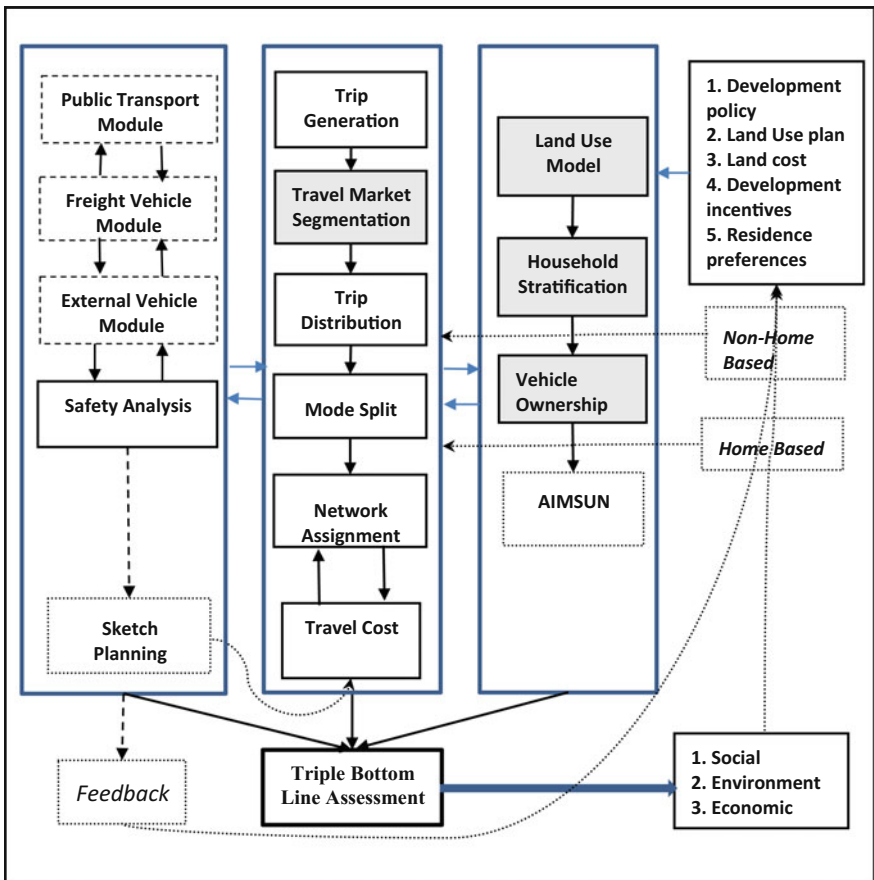 Public Transport
Module
Freight Vehicle
Module
External Vehicle
Module
Safety Analysis
Sketch
Planning
Feedback
Trip
Generation
Travel Market
Segmentation
Trip
Distribution
Mode Split
Network
Assignment
Travel Cost
Triple Bottom
Line Assessment
Land Use
Model
Household
Stratification
Vehicle
Ownership
AIMSUN
1. Development
policy
2. Land Use plan
3. Land cost
4. Development
incentives
5. Residence
preferences
Non-Home
Based
Home Based
1. Social
2. Environment
3. Economic